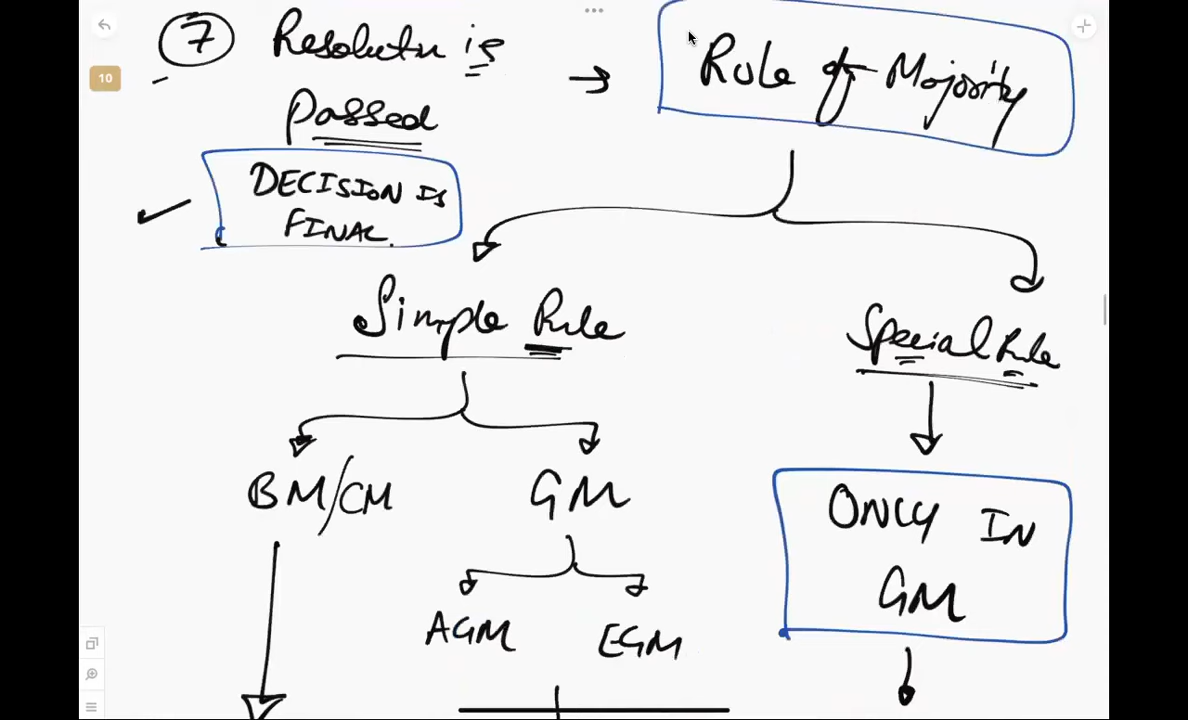 7 Resolutn is
Passed
→ Rule of Majority
DECISION IS
FINAL.
10
Simple Rule
Special Rule
BM/CM
GM
ONLY IN
GM
AGM
EGM